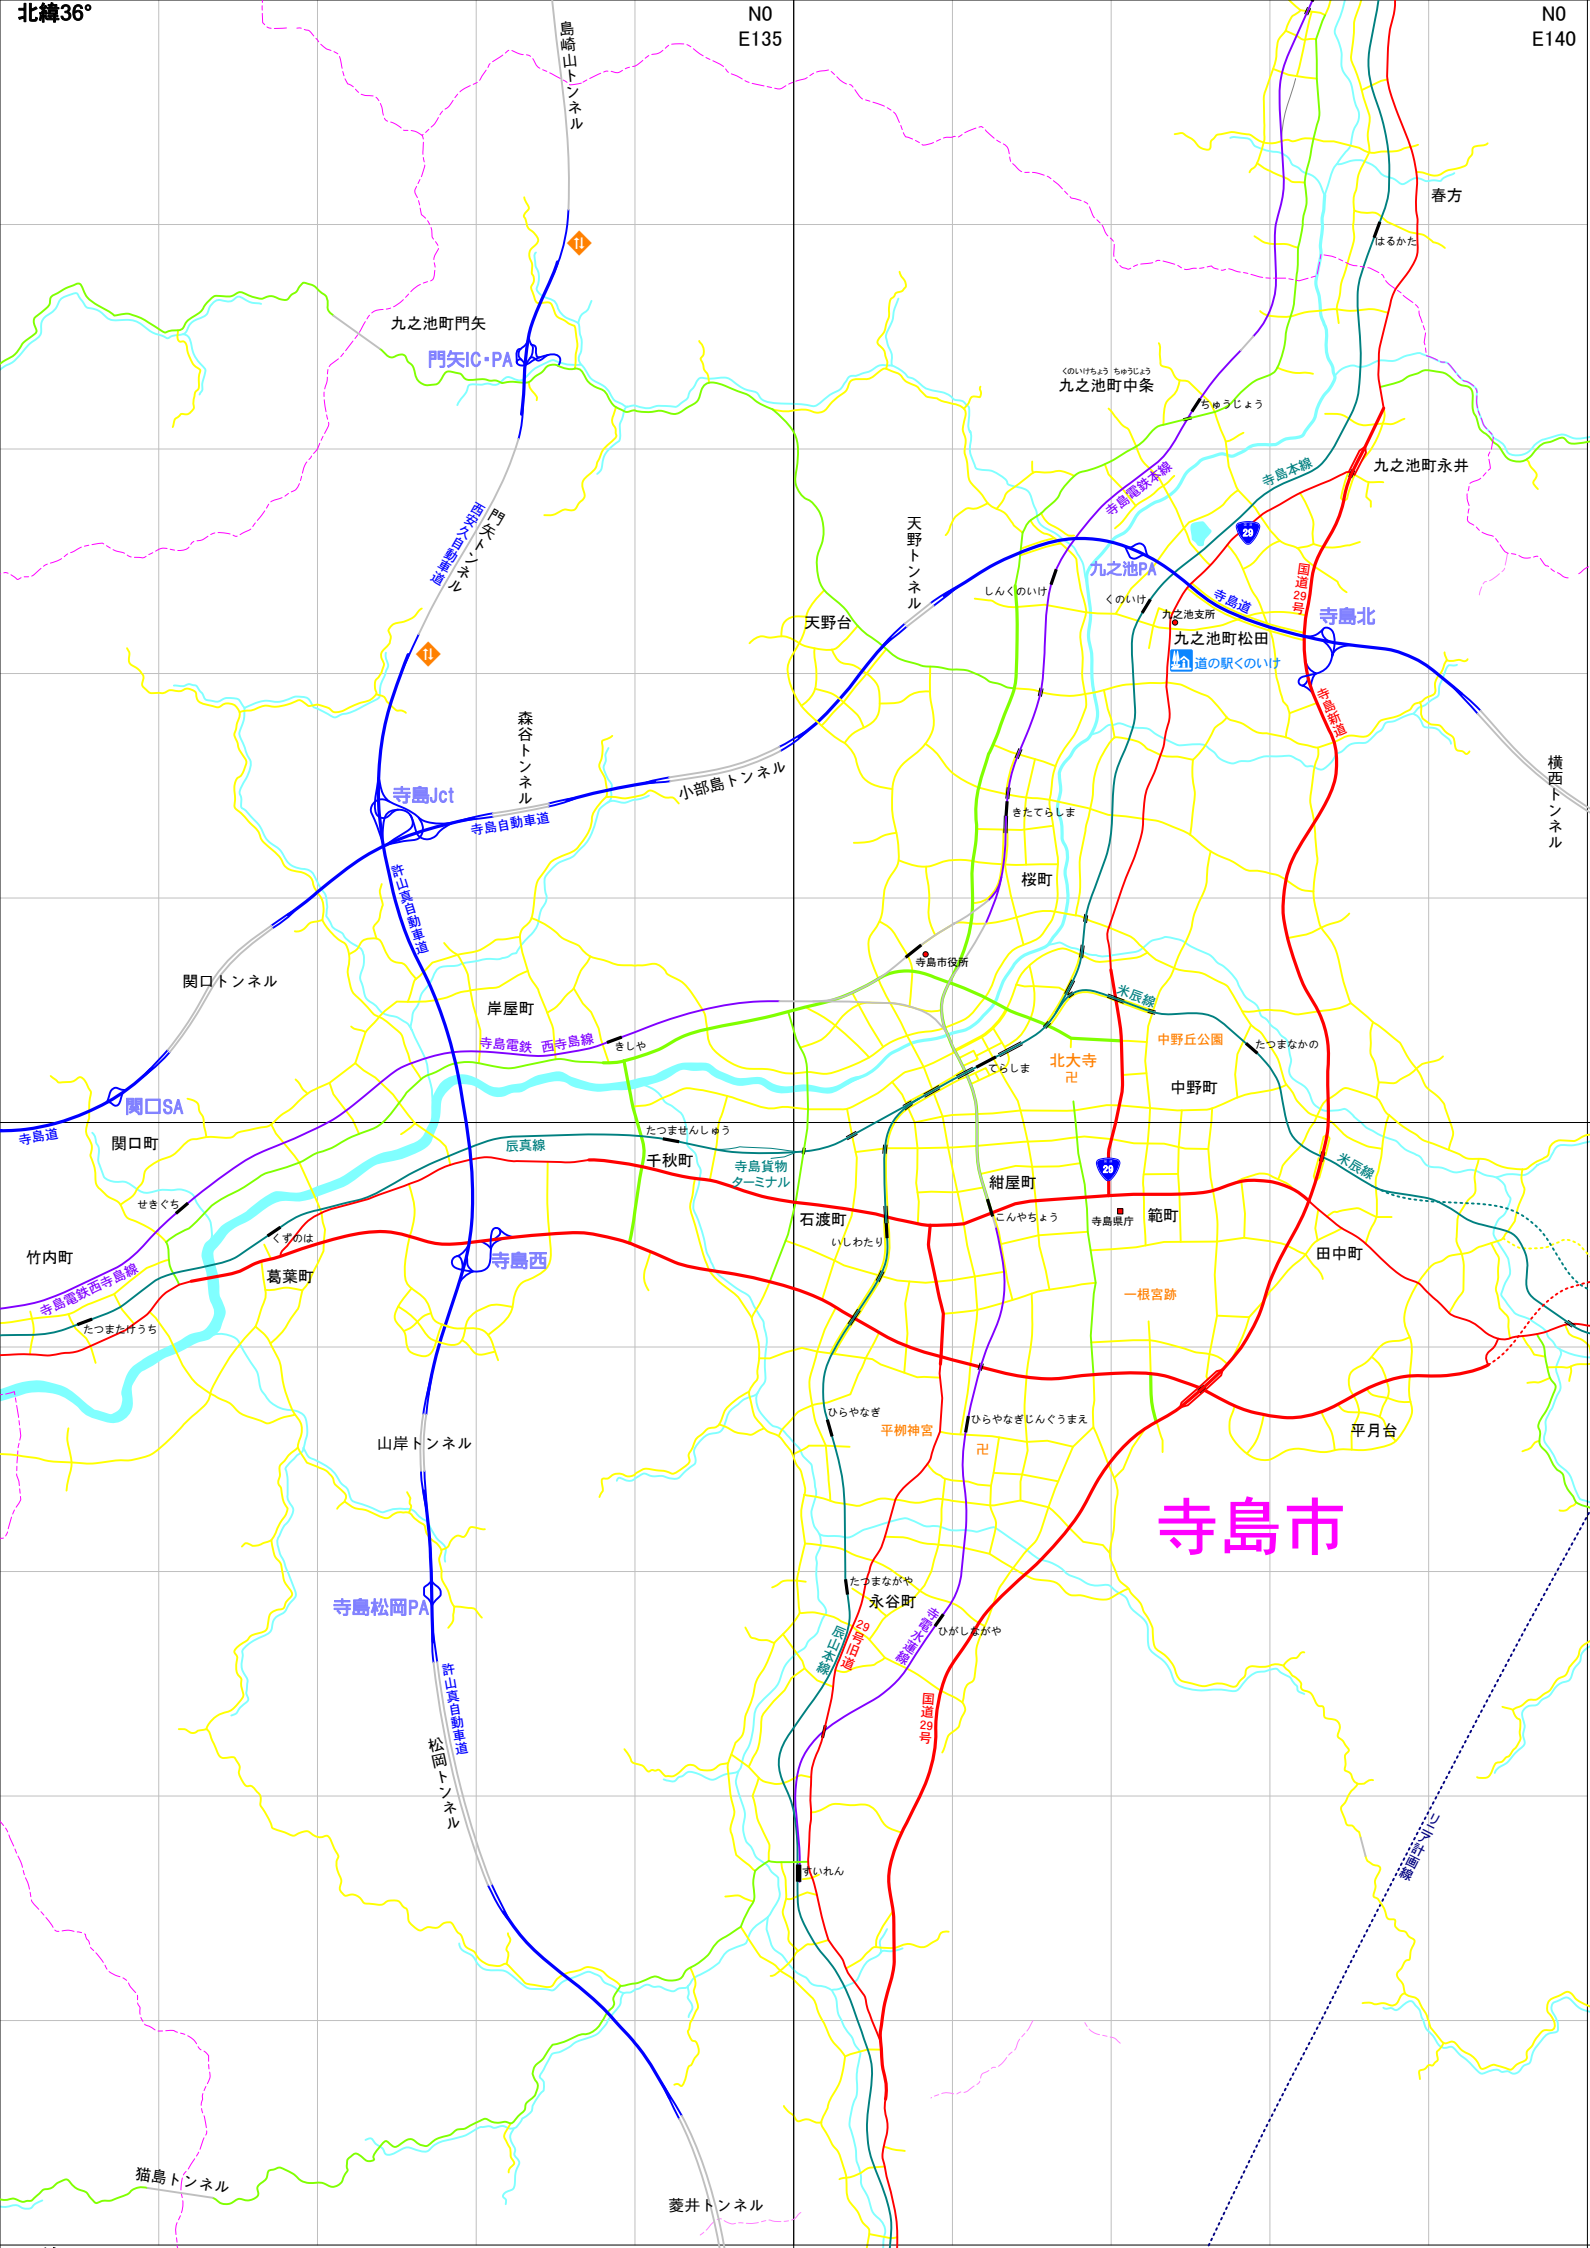 北緯36°
N0
E135
N0
E140
島崎山トンネル
春方
はるかた
九之池町門矢
門矢IC・PA
くのいけちょう ちゅうじょう
九之池町中条
ちゅうじょう
寺島電鉄本線
寺島本線
九之池町永井
29
西安久自動車道
門矢トンネル
天野トンネル
九之池PA
しんくのいけ
くのいけ
九之池支所
九之池町松田
道の駅くのいけ
寺島道
国道29号
寺島北
寺島新道
天野台
森谷トンネル
小部島トンネル
横西トンネル
寺島Jct
寺島自動車道
きたてらしま
桜町
許山真自動車道
関口トンネル
寺島市役所
岸屋町
寺島電鉄 西寺島線
きしや
米辰線
中野丘公園
たつまなかの
北大寺
卍
てらしま
中野町
関口SA
寺島道
関口町
辰真線
たつませんしゅう
千秋町
寺島貨物
ターミナル
29
米辰線
せきぐち
石渡町
いしわたり
紺屋町
こんやちょう
寺島県庁
範町
田中町
竹内町
くずのは
葛葉町
寺島西
寺島電鉄西寺島線
たつまたけうち
一根宮跡
ひらやなぎ
平柳神宮
ひらやなぎじんぐうまえ
卍
平月台
山岸トンネル
寺島市
寺島松岡PA
たつまながや
永谷町
寺電水蓮線
ひがしながや
辰山本線
29号旧道
国道29号
許山真自動車道
松岡トンネル
リニア計画線
すいれん
猫島トンネル
菱井トンネル